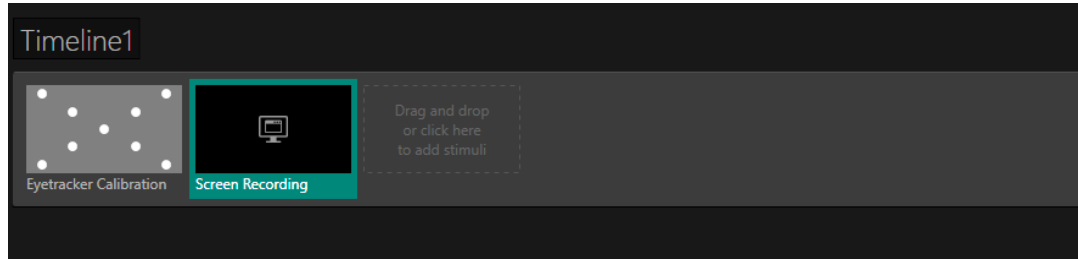 Timeline1
Drag and drop
or click here
to add stimuli
Eyetracker Calibration
Screen Recording